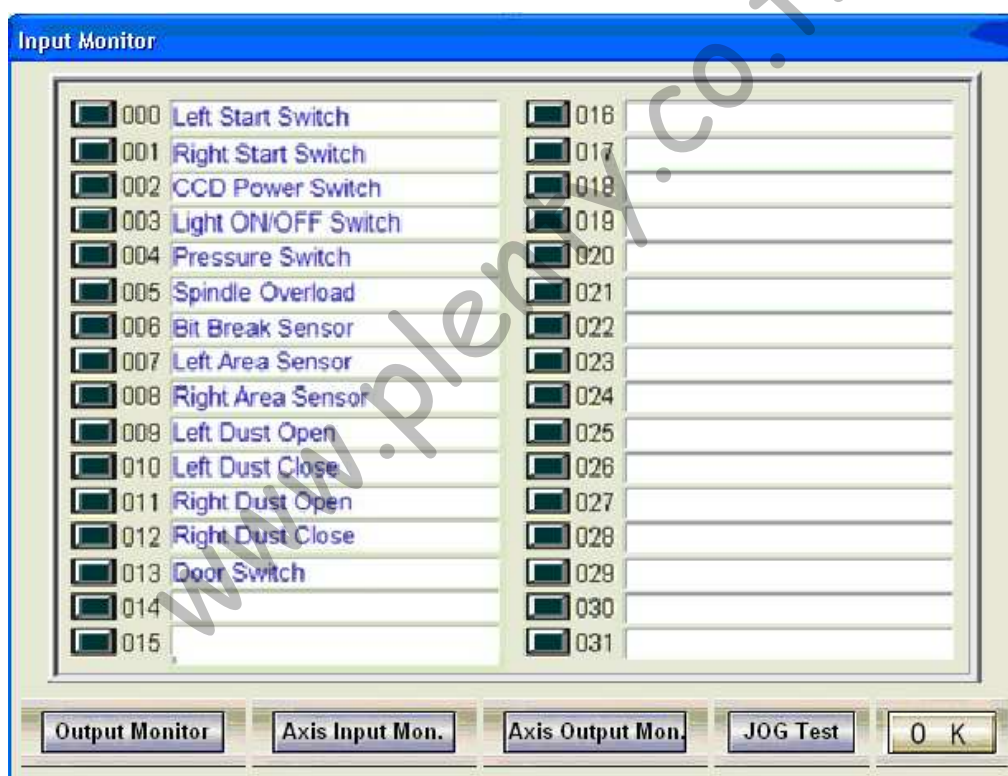 Input Monitor
000 Left Start Switch
001 Right Start Switch
002 CCD Power Switch
003 Light ON/OFF Switch
004 Pressure Switch
005 Spindle Overload
006 Bit Break Sensor
007 Left Area Sensor
008 Right Area Sensor
009 Left Dust Open
010 Left Dust Close
011 Right Dust Open
012 Right Dust Close
013 Door Switch
014
015
016
017
018
019
020
021
022
023
024
025
026
027
028
029
030
031
Output Monitor
Axis Input Mon.
Axis Output Mon.
JOG Test
O K